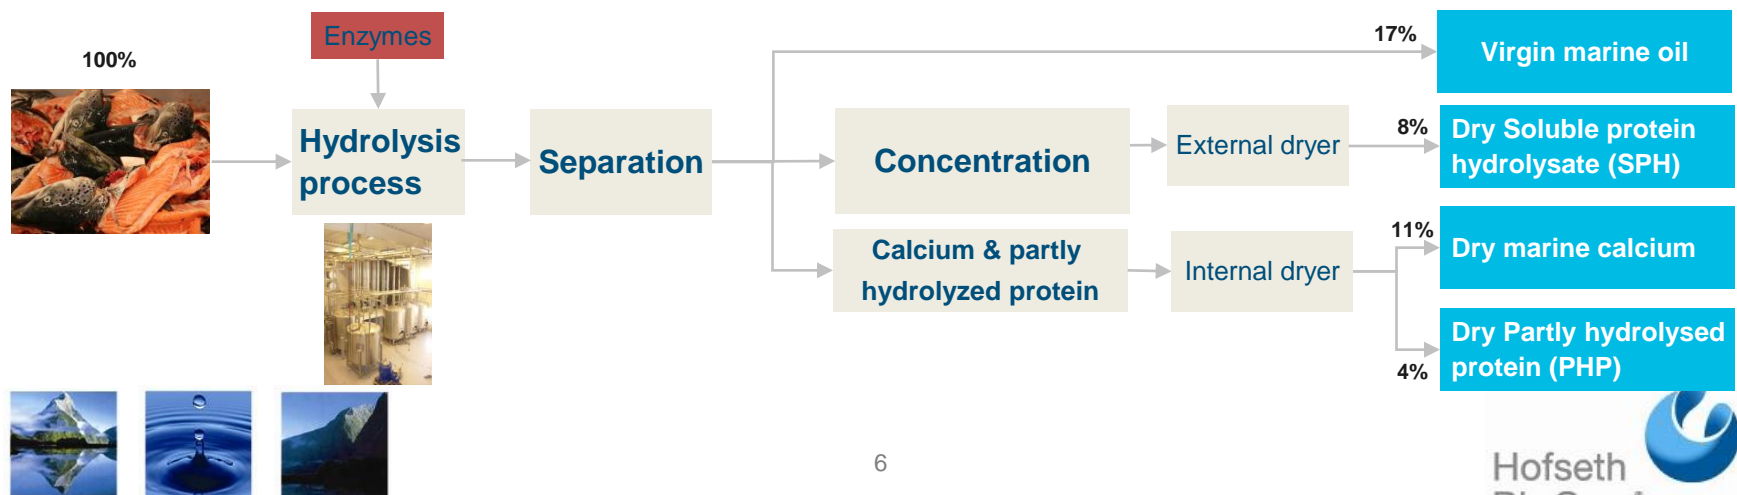 Enzymes
100%
17%
Virgin marine oil
Hydrolysis
process
Separation
Concentration
External dryer
8%
Dry Soluble protein
hydrolysate (SPH)
Calcium & partly
hydrolyzed protein
Internal dryer
11%
Dry marine calcium
4%
Dry Partly hydrolysed
protein (PHP)
6
Hofseth